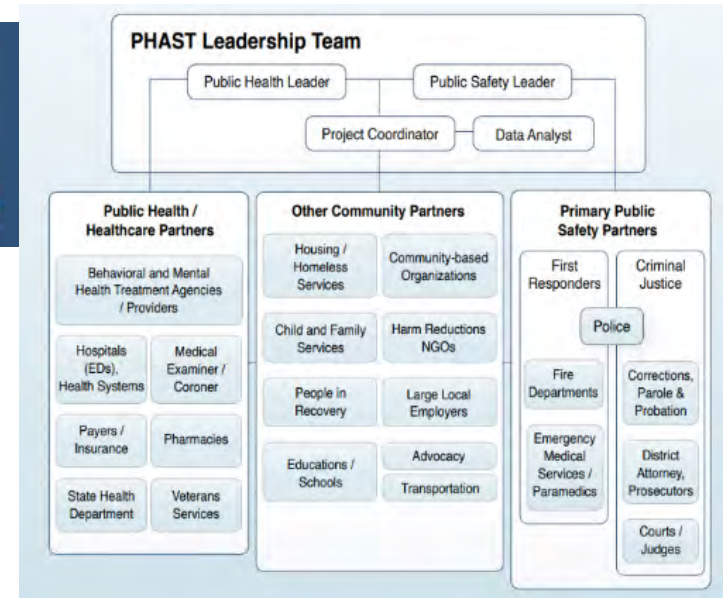 PHAST Leadership Team
Public Health Leader
Public Safety Leader
Project Coordinator
Data Analyst
Public Health /
Healthcare Partners
Behavioral and Mental
Health Treatment Agencies
/ Providers
Hospitals
(EDs),
Health Systems
Medical
Examiner /
Coroner
Payers /
Insurance
Pharmacies
State Health
Department
Veterans
Services
Other Community Partners
Housing /
Homeless
Services
Community-based
Organizations
Child and Family
Services
Harm Reductions
NGOs
People in
Recovery
Large Local
Employers
Educations /
Schools
Advocacy
Transportation
Primary Public
Safety Partners
First
Responders
Criminal
Justice
Police
Fire
Departments
Corrections,
Parole &
Probation
Emergency
Medical
Services /
Paramedics
District
Attorney,
Prosecutors
Courts /
Judges